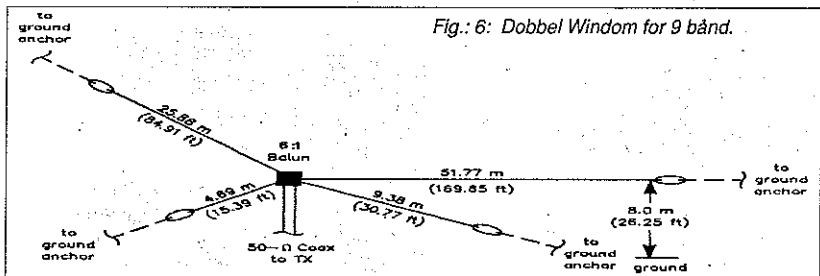 Fig.: 6: Dobbel Windom for 9 bånd.
to
ground
anchor
25.88 m
(84.91 ft)
6:1
Balun
51.77 m
(169.85 ft)
to
ground
anchor
4.69 m
(15.39 ft)
9.38 m
(30.77 ft)
8.0 m
(26.25 ft)
to
ground
anchor
50-Ω Coax
to TX
to
ground
anchor
ground